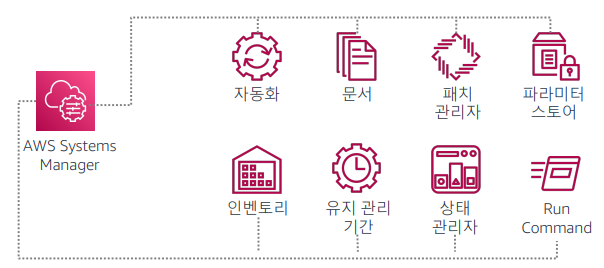 자동화
문서
패치
관리자
파라미터
스토어
AWS Systems
Manager
인벤토리
유지 관리
기간
상태
관리자
Run
Command